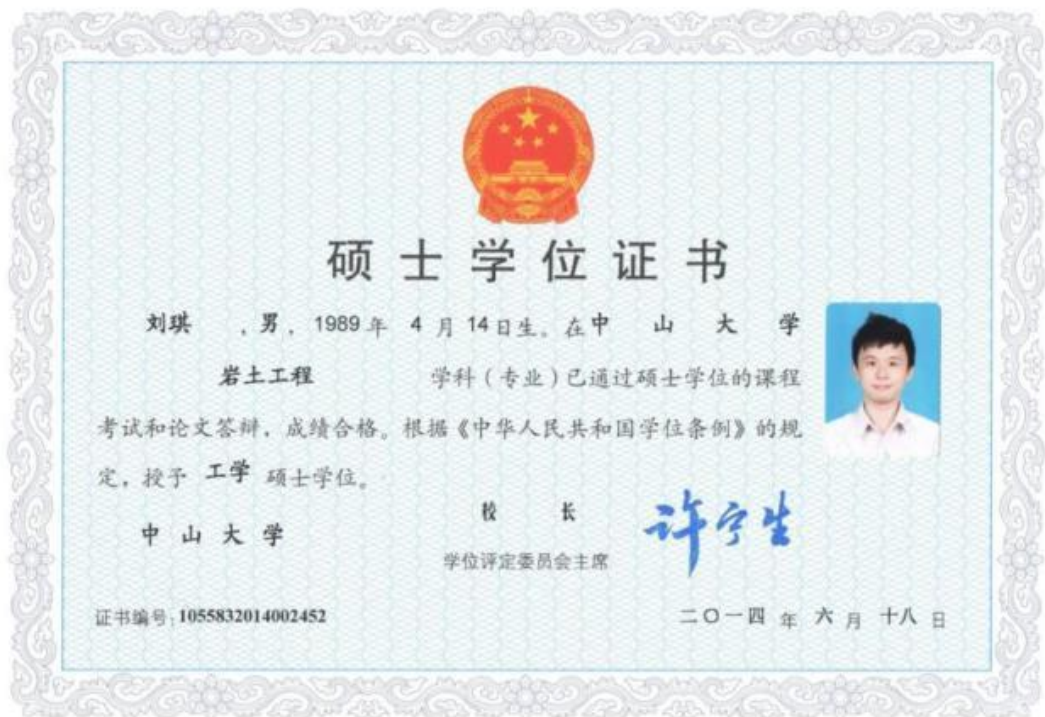 硕士学位证书
刘琪 ，男，1989年 4月14日生。在中山大学
岩土工程 学科（专业）已通过硕士学位的课程
考试和论文答辩，成绩合格。根据《中华人民共和国学位条例》的规
定，授予 工学 硕士学位。
校长 许宁生
中山大学
学位评定委员会主席
证书编号：1055832014002452
二〇一四年六月十八日